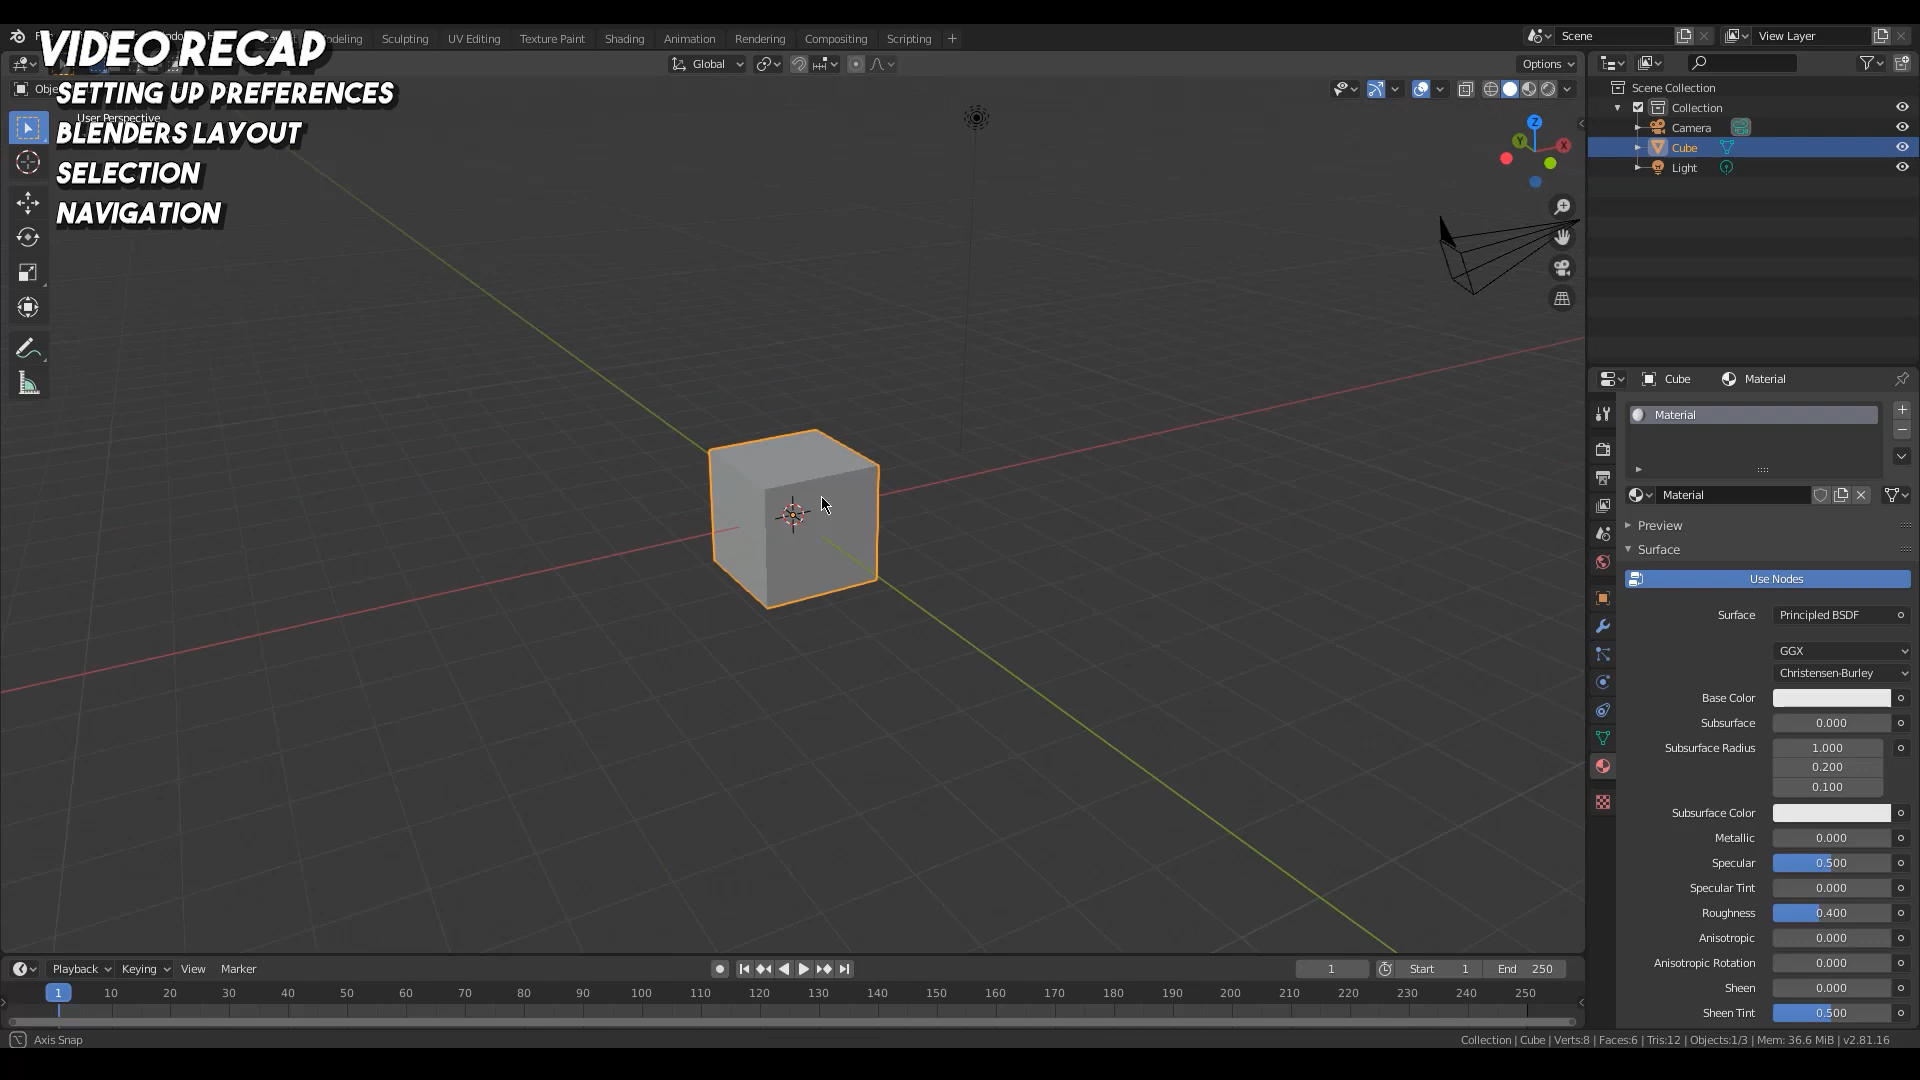 VIDEO RECAP
SETTING UP PREFERENCES
BLENDERS LAYOUT
SELECTION
NAVIGATION
Sculpting
UV Editing
Texture Paint
Shading
Animation
Rendering
Compositing
Scripting
+
Scene
View Layer
Global
Options
User Perspective
Z
Y
X
Scene Collection
Collection
Camera
Cube
Light
Cube
Material
Material
Material
Preview
Surface
Use Nodes
Surface Principled BSDF
GGX
Christensen-Burley
Base Color
Subsurface 0.000
Subsurface Radius 1.000
0.200
0.100
Subsurface Color
Metallic 0.000
Specular 0.500
Specular Tint 0.000
Roughness 0.400
Anisotropic 0.000
Anisotropic Rotation 0.000
Sheen 0.000
Sheen Tint 0.500
Playback
Keying
View
Marker
1
Start 1
End 250
1 10 20 30 40 50 60 70 80 90 100 110 120 130 140 150 160 170 180 190 200 210 220 230 240 250
Axis Snap
Collection | Cube | Verts:8 | Faces:6 | Tris:12 | Objects:1/3 | Mem: 36.6 MiB | v2.81.16